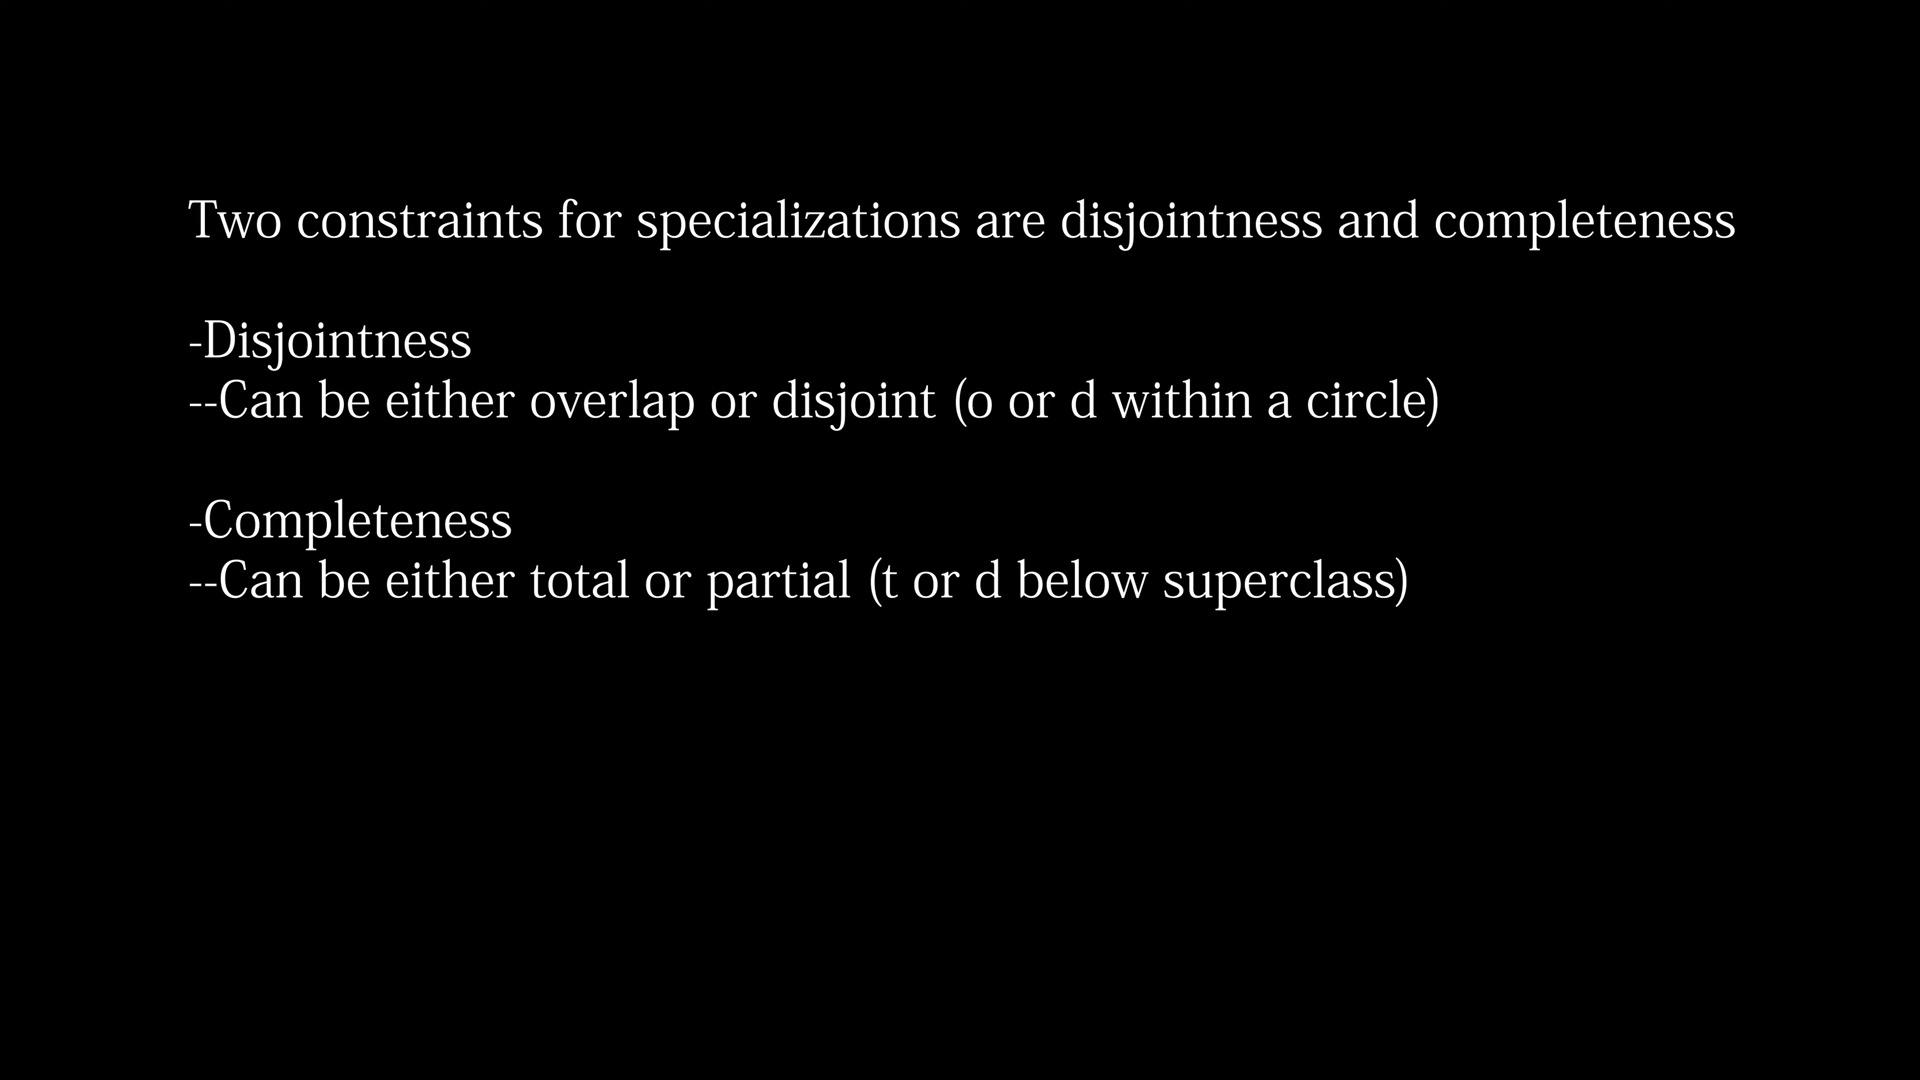 Two constraints for specializations are disjointness and completeness
-Disjointness
--Can be either overlap or disjoint (o or d within a circle)
-Completeness
--Can be either total or partial (t or d below superclass)